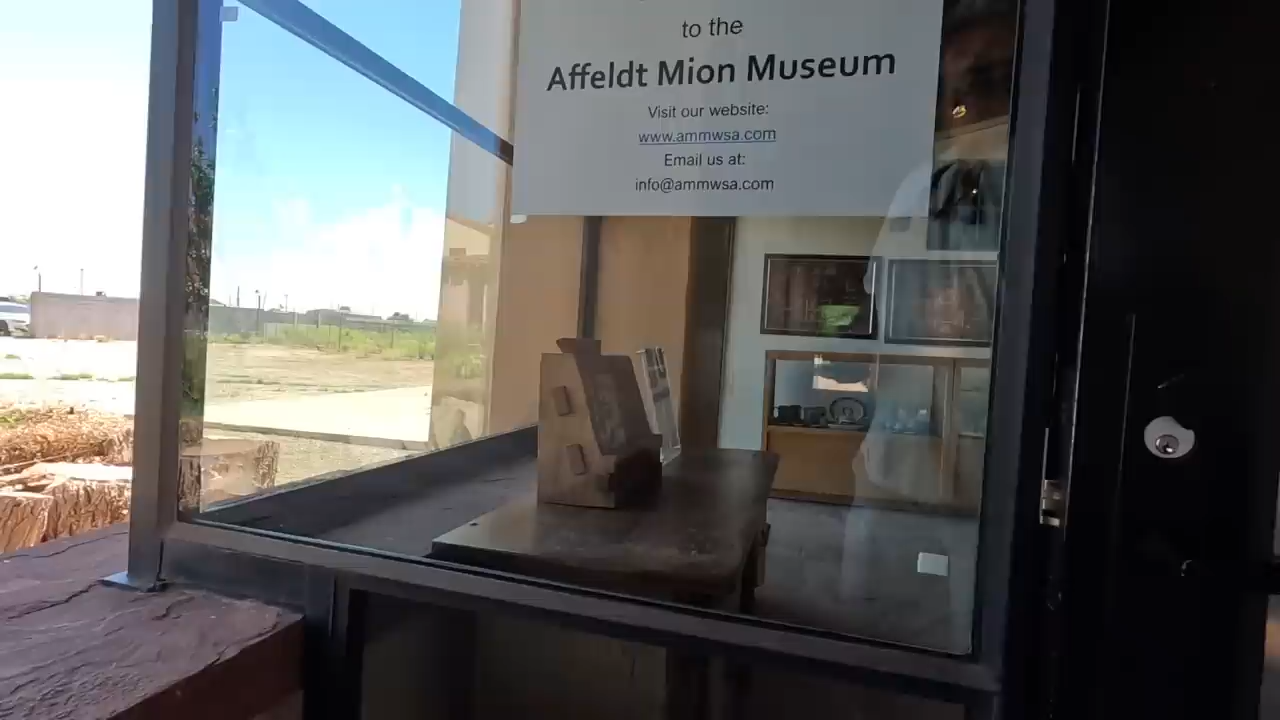 to the
Affeldt Mion Museum
Visit our website:
www.ammwsa.com
Email us at:
info@ammwsa.com